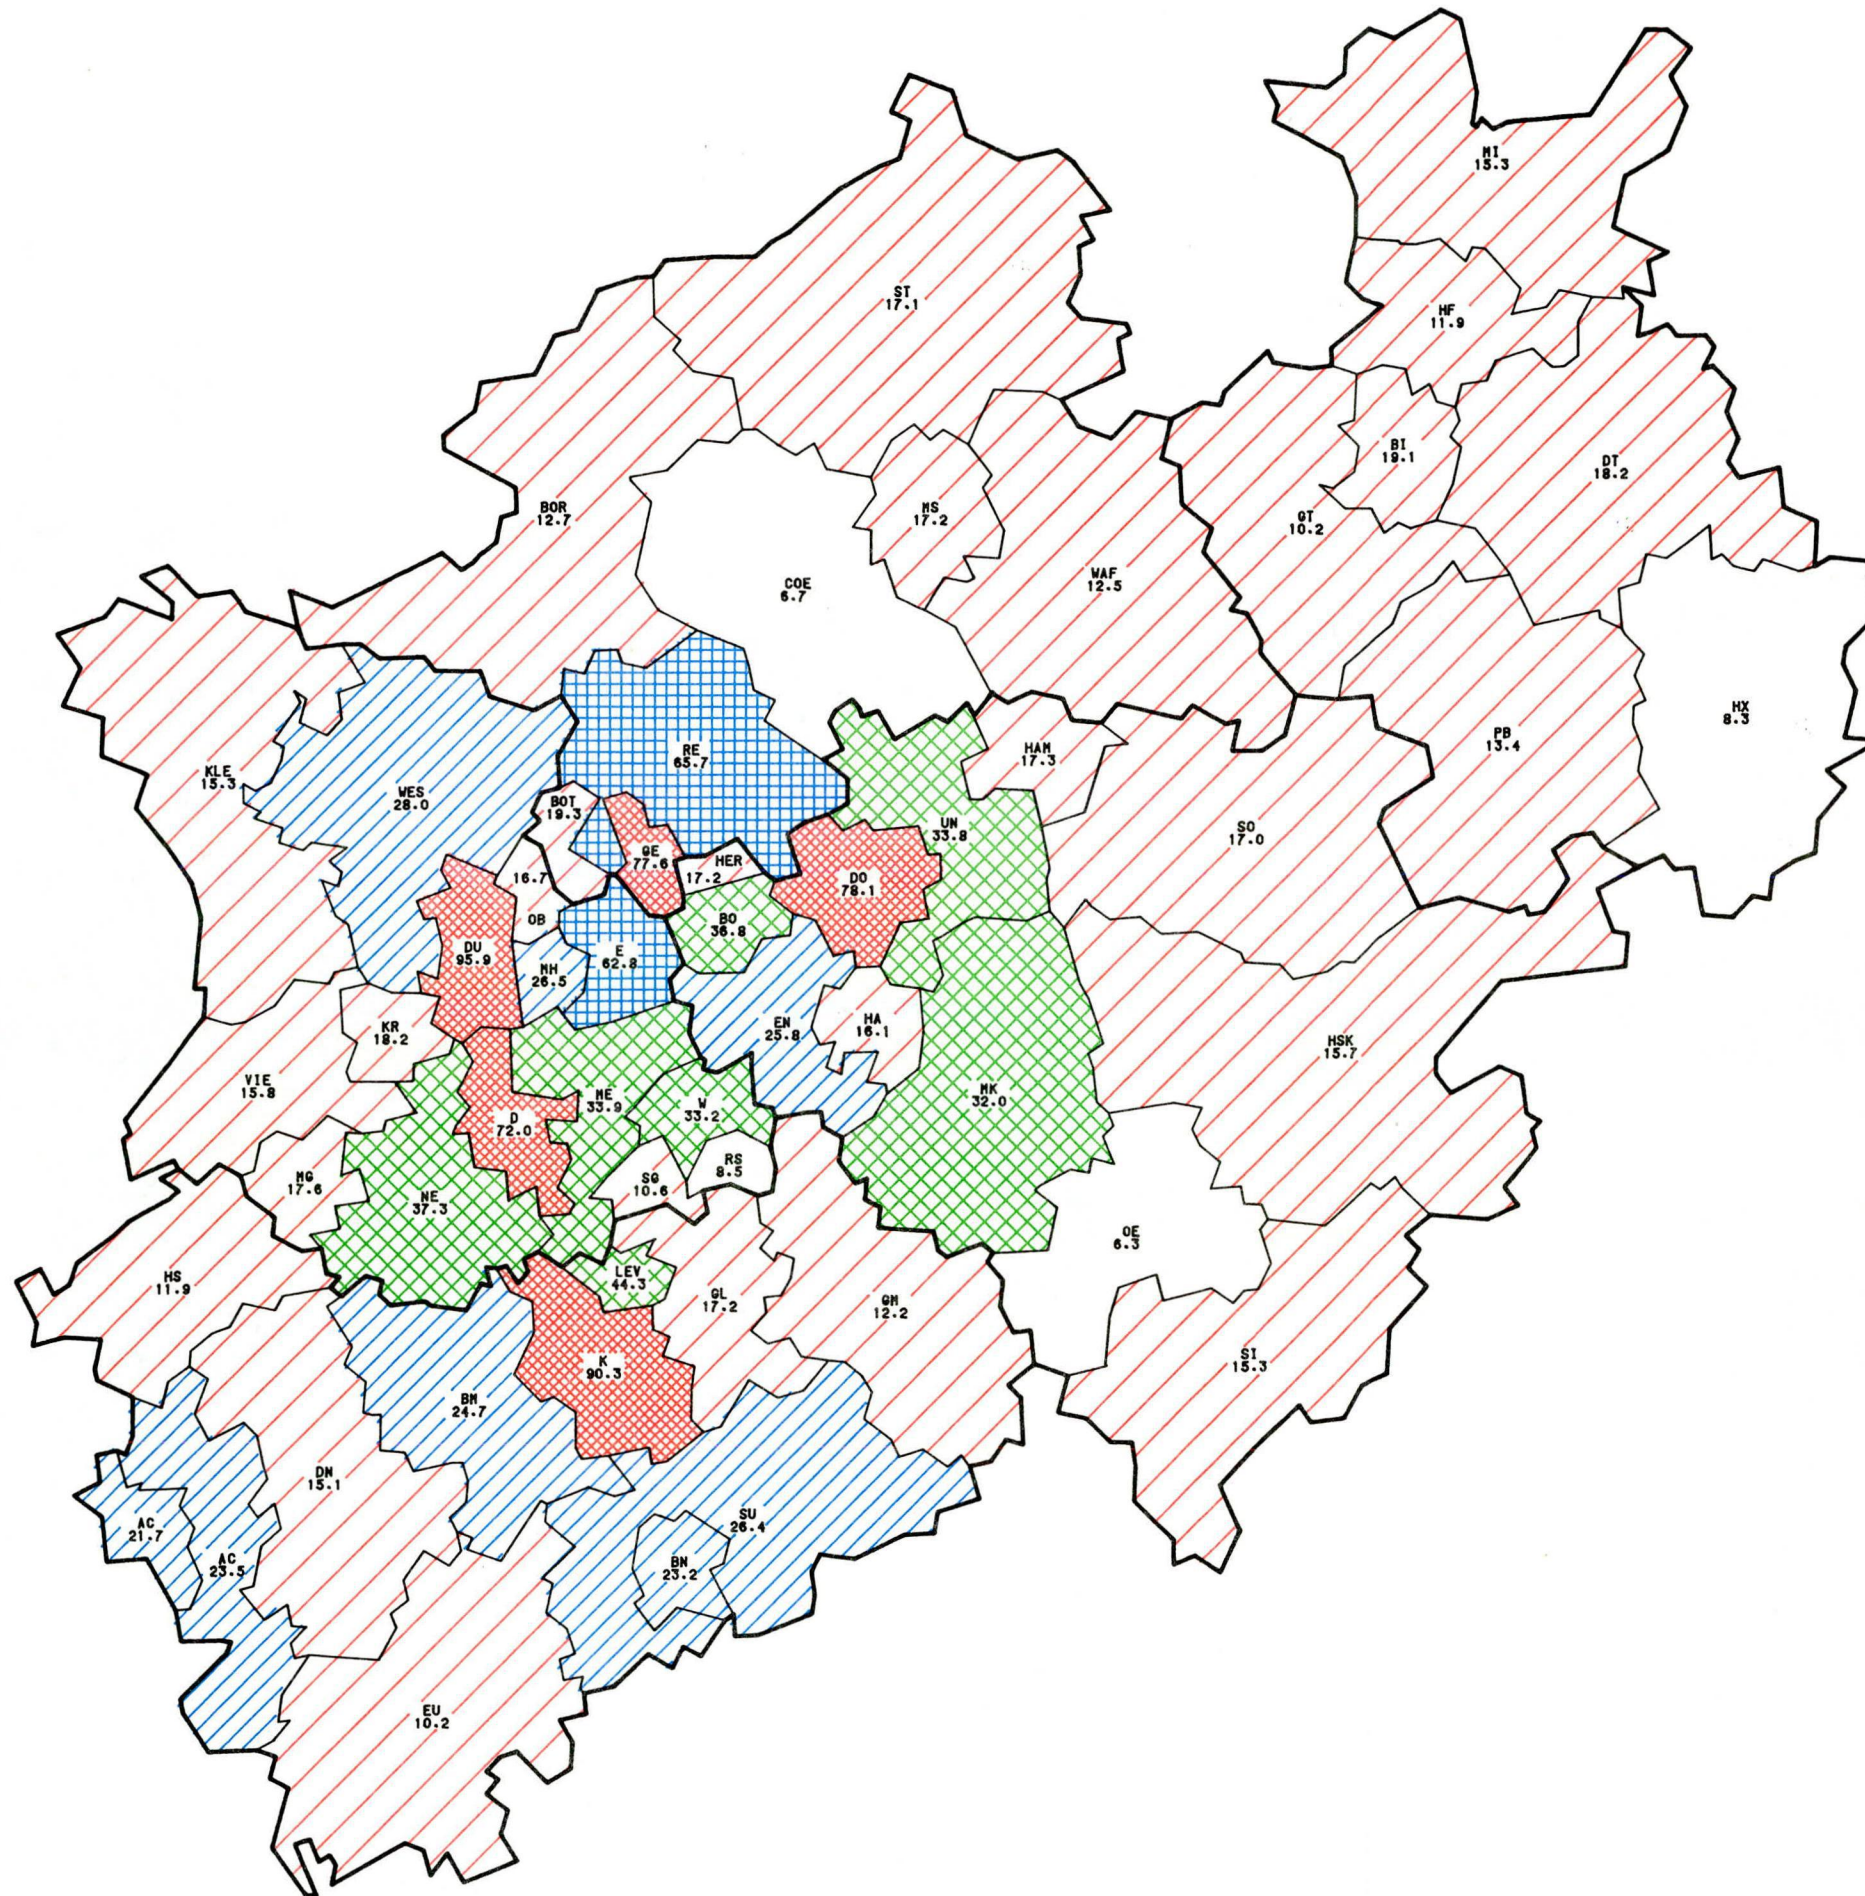 MI
15.3
ST
17.1
HF
11.9
BI
19.1
DT
18.2
BOR
12.7
MS
17.2
GT
10.2
COE
6.7
WAF
12.5
HX
8.3
PB
13.4
RE
65.7
HAM
17.3
KLE
15.3
WES
28.0
BOT
19.3
UN
33.8
SO
17.0
GE
77.6
HER
17.2
16.7
OB
DO
78.1
BO
36.8
DU
95.9
E
62.8
MH
26.5
KR
18.2
EN
25.8
HA
16.1
HSK
15.7
VIE
15.8
ME
33.9
W
33.2
MK
32.0
D
72.0
RS
8.5
SG
10.6
MG
17.6
NE
37.3
OE
6.3
HS
11.9
LEV
44.3
GL
17.2
GM
12.2
SI
15.3
K
90.3
BM
24.7
DN
15.1
SU
26.4
AC
21.7
AC
23.5
BN
23.2
EU
10.2